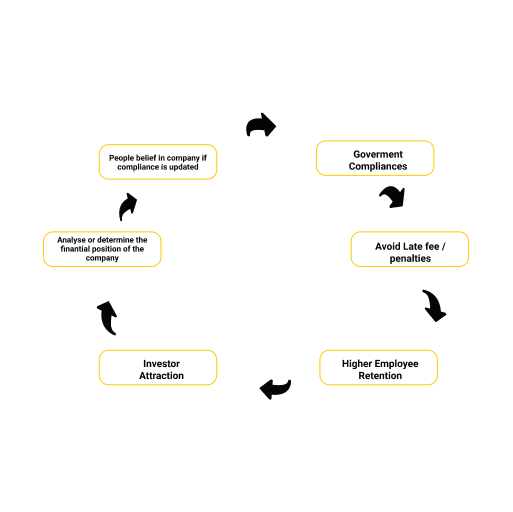 People belief in company if
compliance is updated
Goverment
Compliances
Analyse or determine the
finantial position of the
company
Avoid Late fee /
penalties
Investor
Attraction
Higher Employee
Retention